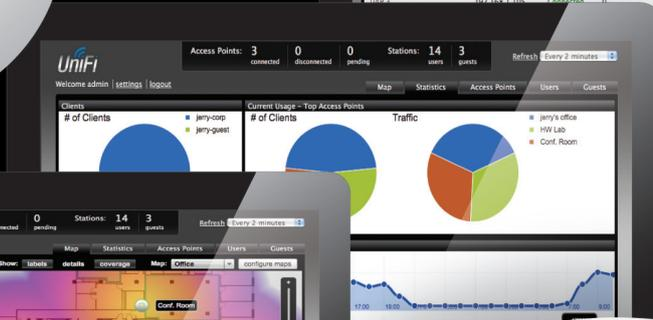 UniFi
Access Points: 3 connected 0 disconnected 0 pending Stations: 14 users 3 guests
Refresh Every 2 minutes
Welcome admin | settings | logout
Map Statistics Access Points Users Guests
Clients
# of Clients
jerry-corp
jerry-guest
Current Usage - Top Access Points
# of Clients
Traffic
jerry's office
HW Lab
Conf. Room
0 pending Stations: 14 users 3 guests
Refresh Every 2 minutes
Map Statistics Access Points Users Guests
Show: labels details coverage Map: Office configure maps
Conf. Room
17:00 9:00